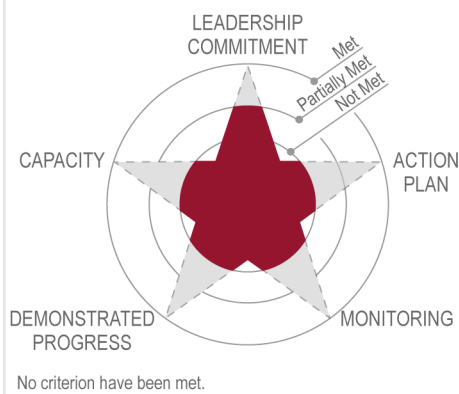 LEADERSHIP
COMMITMENT
Met
Partially Met
Not Met
CAPACITY
ACTION
PLAN
DEMONSTRATED
PROGRESS
MONITORING
No criterion have been met.